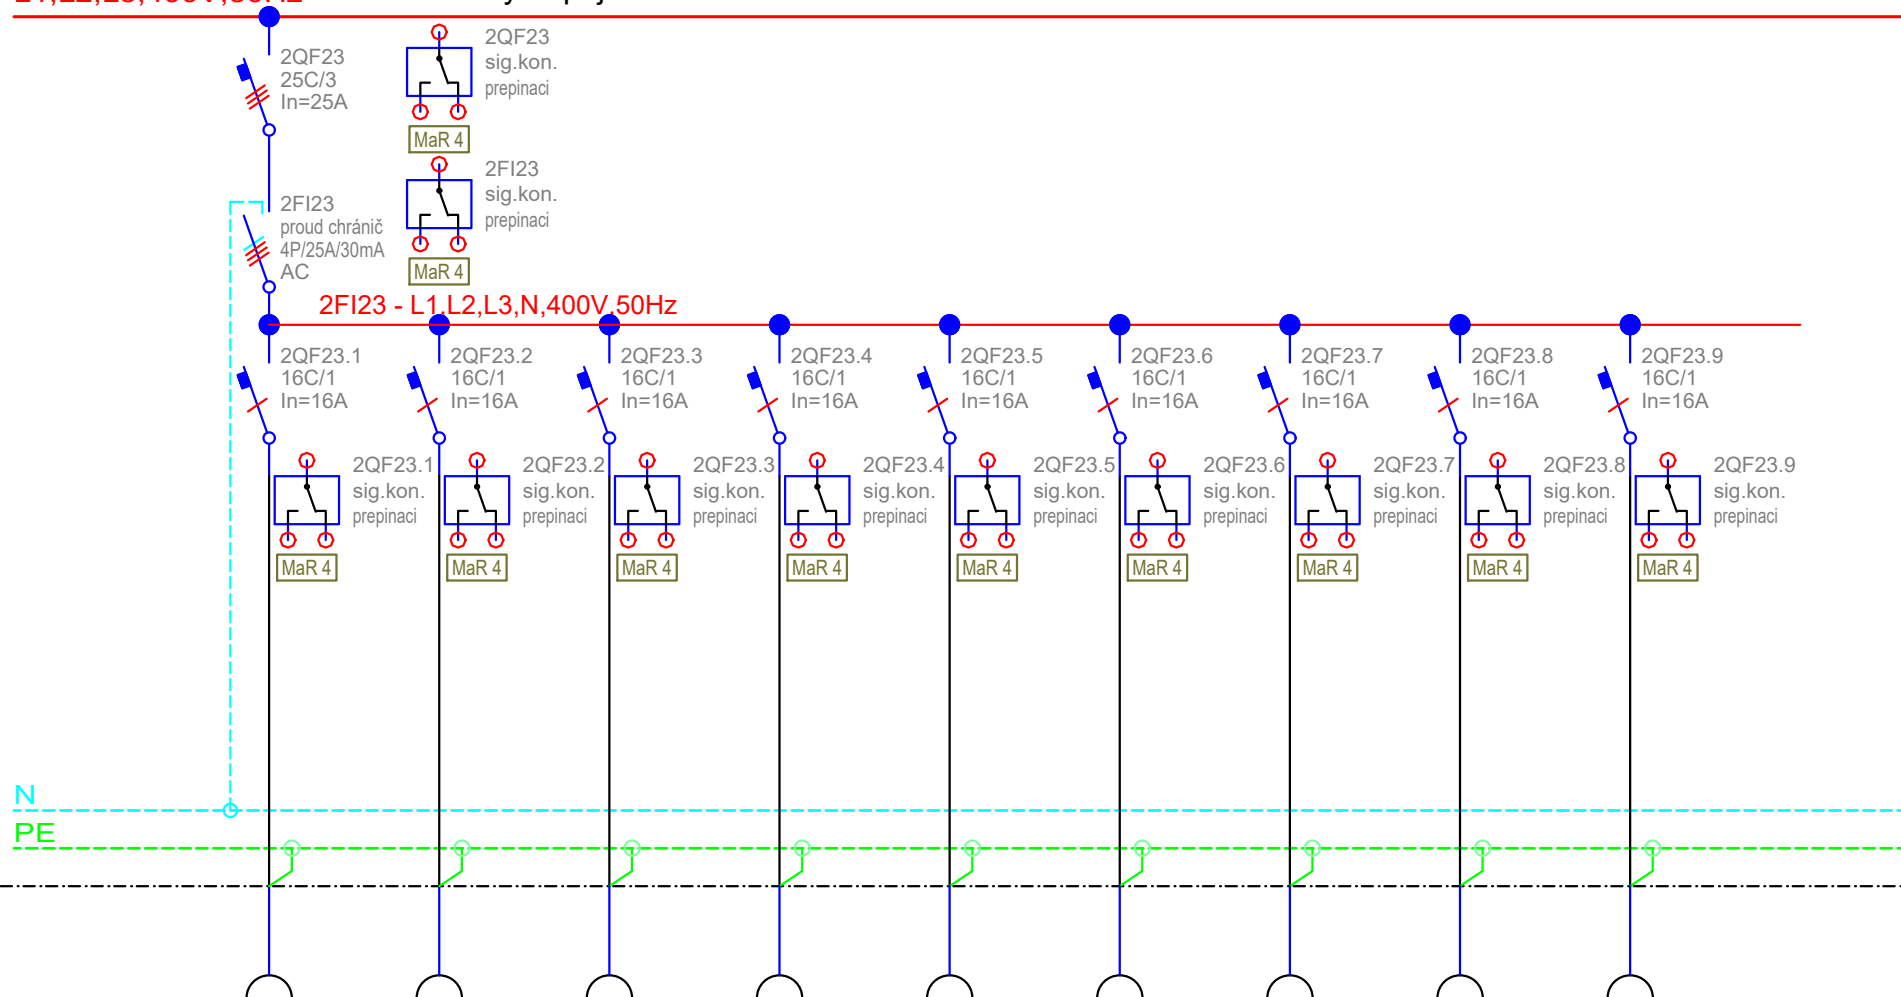 2QF23
25C/3
In=25A
2QF23
sig.kon.
prepinaci
MaR 4
2FI23
proud chránič
4P/25A/30mA
AC
2FI23
sig.kon.
prepinaci
MaR 4
2FI23 - L1,L2,L3,N,400V,50Hz
2QF23.1
16C/1
In=16A
2QF23.2
16C/1
In=16A
2QF23.3
16C/1
In=16A
2QF23.4
16C/1
In=16A
2QF23.5
16C/1
In=16A
2QF23.6
16C/1
In=16A
2QF23.7
16C/1
In=16A
2QF23.8
16C/1
In=16A
2QF23.9
16C/1
In=16A
2QF23.1
sig.kon.
prepinaci
MaR 4
2QF23.2
sig.kon.
prepinaci
MaR 4
2QF23.3
sig.kon.
prepinaci
MaR 4
2QF23.4
sig.kon.
prepinaci
MaR 4
2QF23.5
sig.kon.
prepinaci
MaR 4
2QF23.6
sig.kon.
prepinaci
MaR 4
2QF23.7
sig.kon.
prepinaci
MaR 4
2QF23.8
sig.kon.
prepinaci
MaR 4
2QF23.9
sig.kon.
prepinaci
MaR 4
N
PE